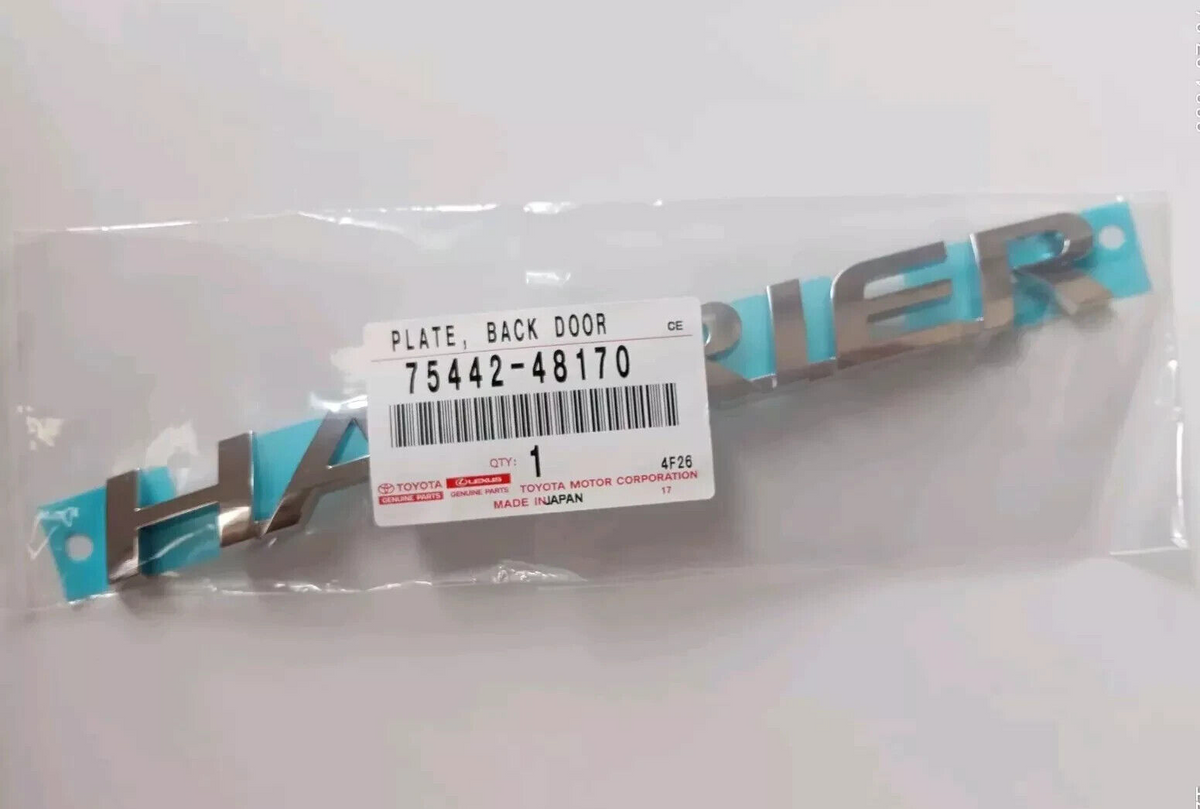 HA RIER
PLATE, BACK DOOR CE
75442-48170
QTY: 1 4F26
TOYOTA LEXUS TOYOTA MOTOR CORPORATION
GENUINE PARTS GENUINE PARTS 17
MADE IN JAPAN